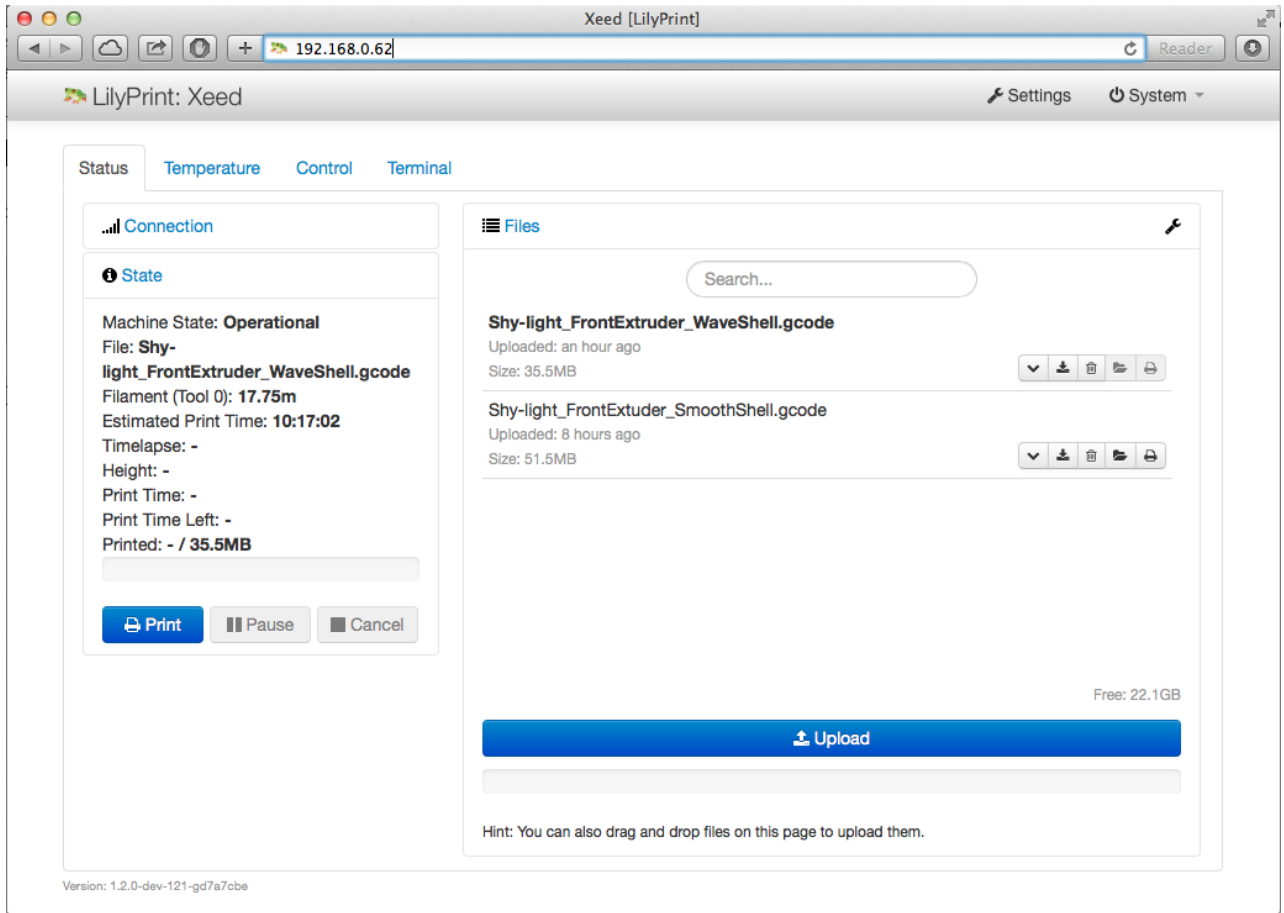 Xeed [LilyPrint]
192.168.0.62
Reader
LilyPrint: Xeed
Settings
System
Status
Temperature
Control
Terminal
Connection
State
Machine State: Operational
File: Shy-
light_FrontExtruder_WaveShell.gcode
Filament (Tool 0): 17.75m
Estimated Print Time: 10:17:02
Timelapse: -
Height: -
Print Time: -
Print Time Left: -
Printed: - / 35.5MB
Print
Pause
Cancel
Files
Search...
Shy-light_FrontExtruder_WaveShell.gcode
Uploaded: an hour ago
Size: 35.5MB
Shy-light_FrontExtuder_SmoothShell.gcode
Uploaded: 8 hours ago
Size: 51.5MB
Free: 22.1GB
Upload
Hint: You can also drag and drop files on this page to upload them.
Version: 1.2.0-dev-121-gd7a7cbe